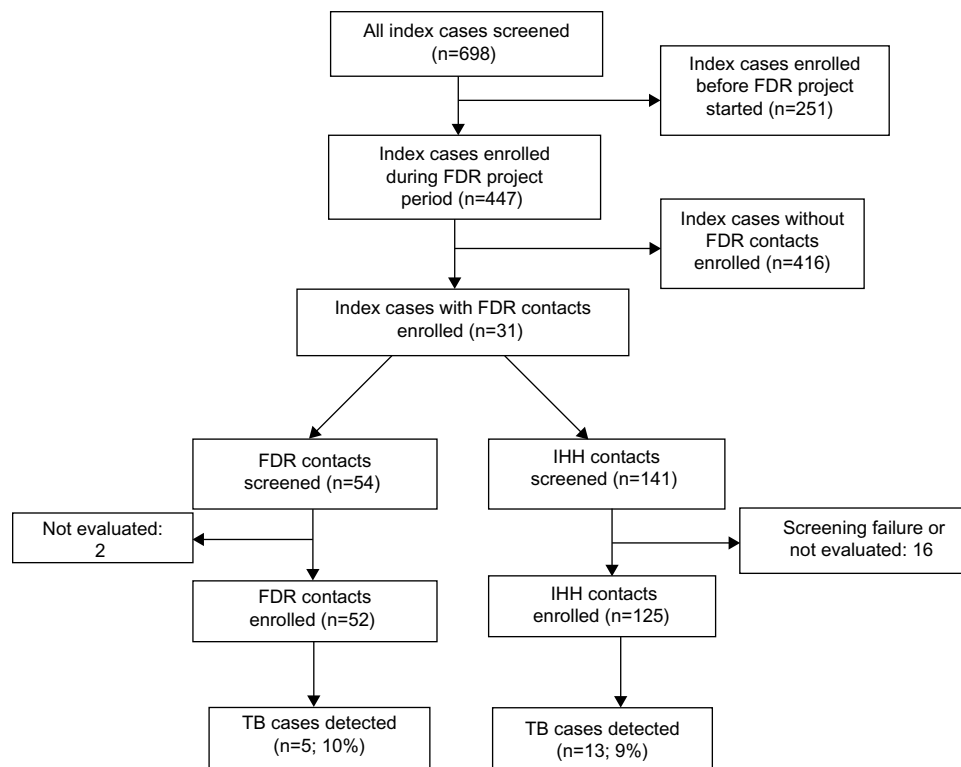 All index cases screened
(n=698)
Index cases enrolled
before FDR project
started (n=251)
Index cases enrolled
during FDR project
period (n=447)
Index cases without
FDR contacts
enrolled (n=416)
Index cases with FDR contacts
enrolled (n=31)
FDR contacts
screened (n=54)
IHH contacts
screened (n=141)
Not evaluated:
2
Screening failure or
not evaluated: 16
FDR contacts
enrolled (n=52)
IHH contacts
enrolled (n=125)
TB cases detected
(n=5; 10%)
TB cases detected
(n=13; 9%)